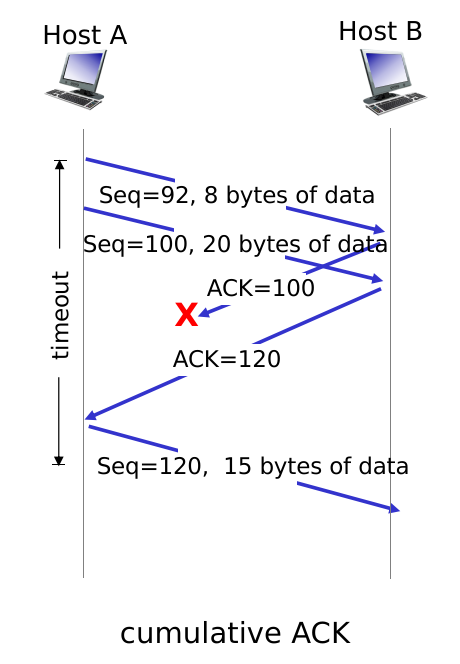 Host A
Host B
Seq=92, 8 bytes of data
Seq=100, 20 bytes of data
ACK=100
X
timeout
ACK=120
Seq=120,  15 bytes of data
cumulative ACK